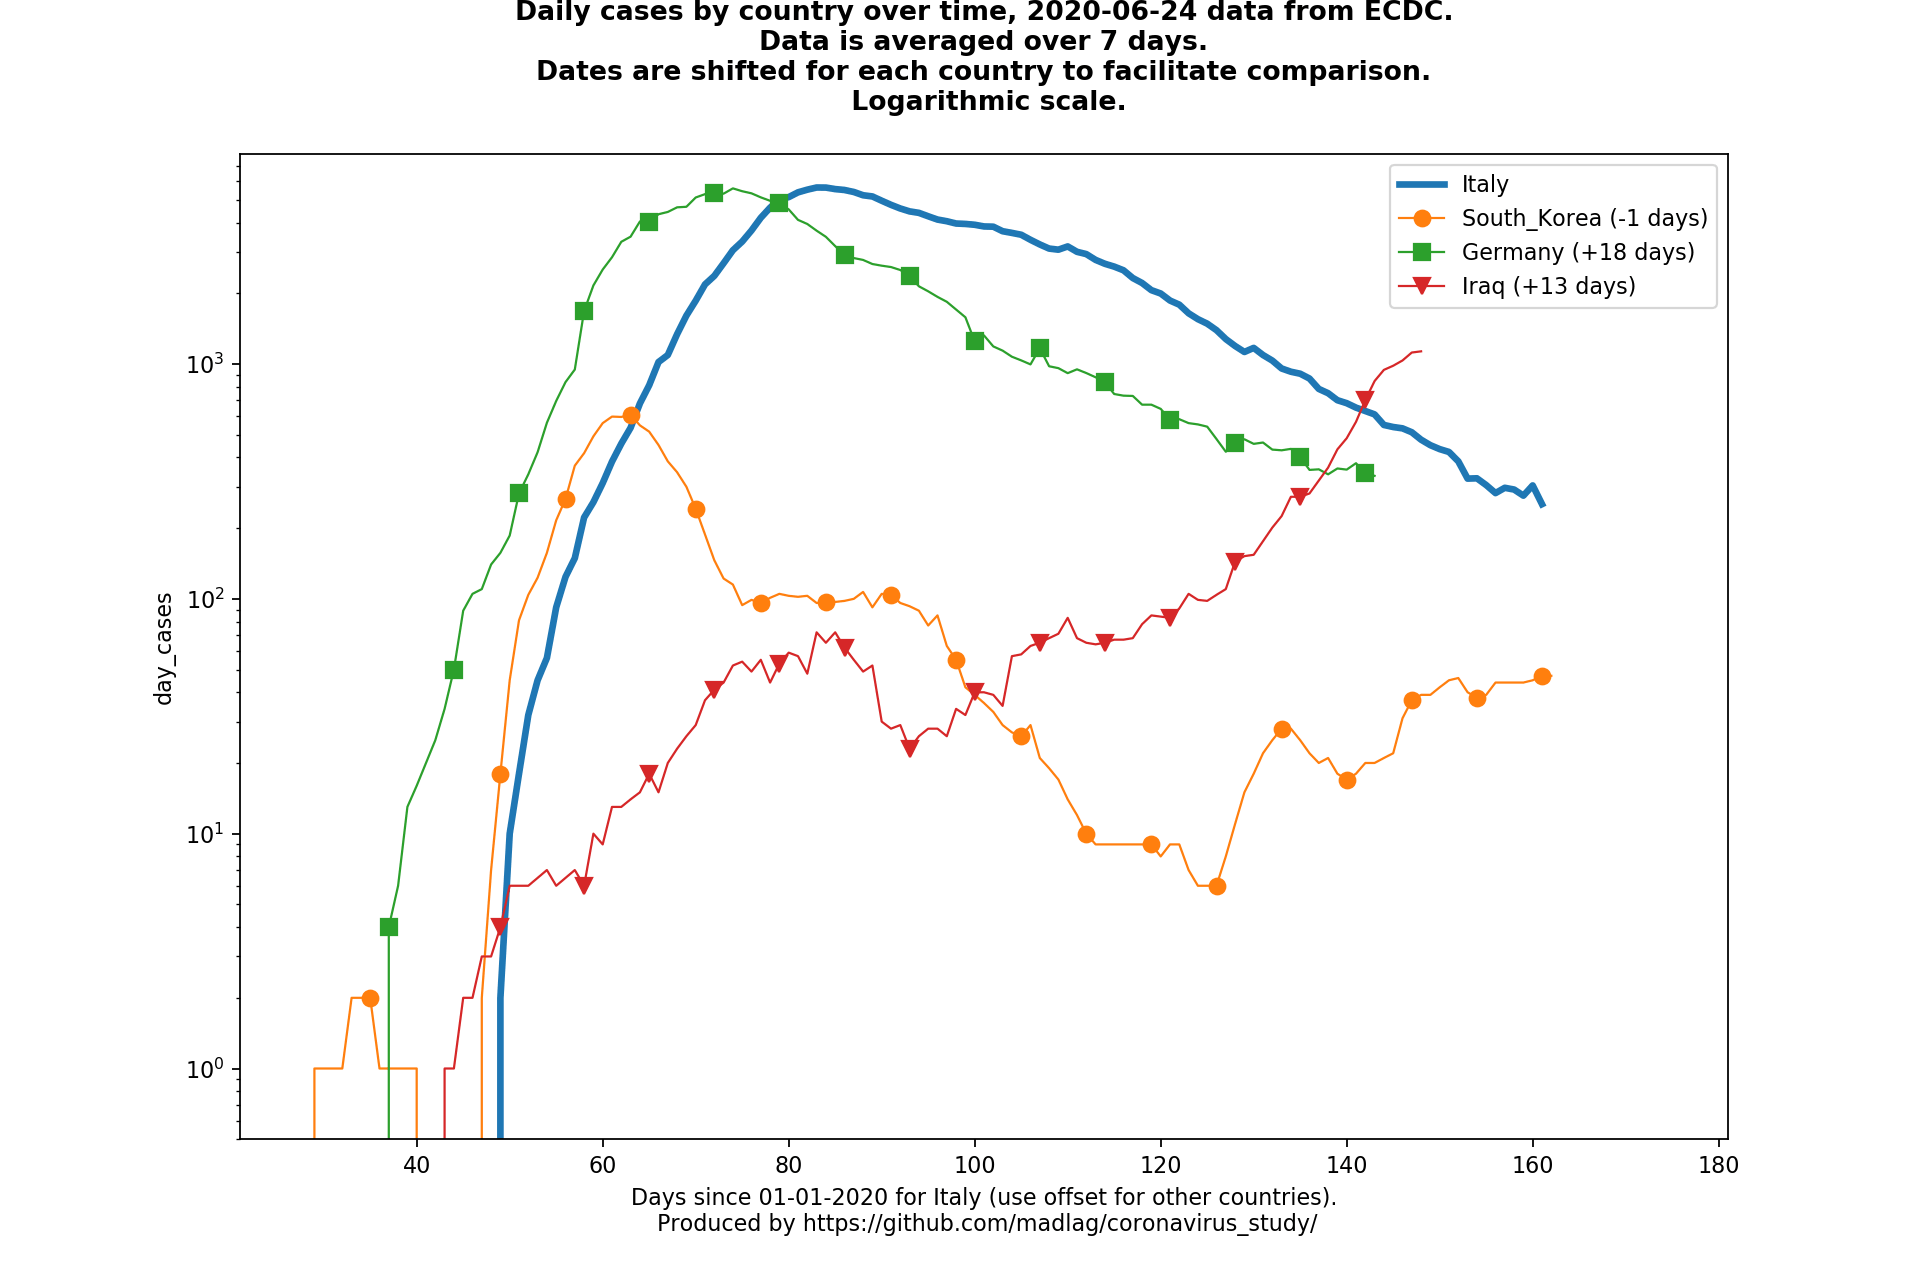 Daily cases by country over time, 2020-06-24 data from ECDC.
Data is averaged over 7 days.
Dates are shifted for each country to facilitate comparison.
Logarithmic scale.
Italy
South_Korea (-1 days)
Germany (+18 days)
Iraq (+13 days)
day_cases
10³
10²
10¹
10⁰
40 60 80 100 120 140 160 180
Days since 01-01-2020 for Italy (use offset for other countries).
Produced by https://github.com/madlag/coronavirus_study/